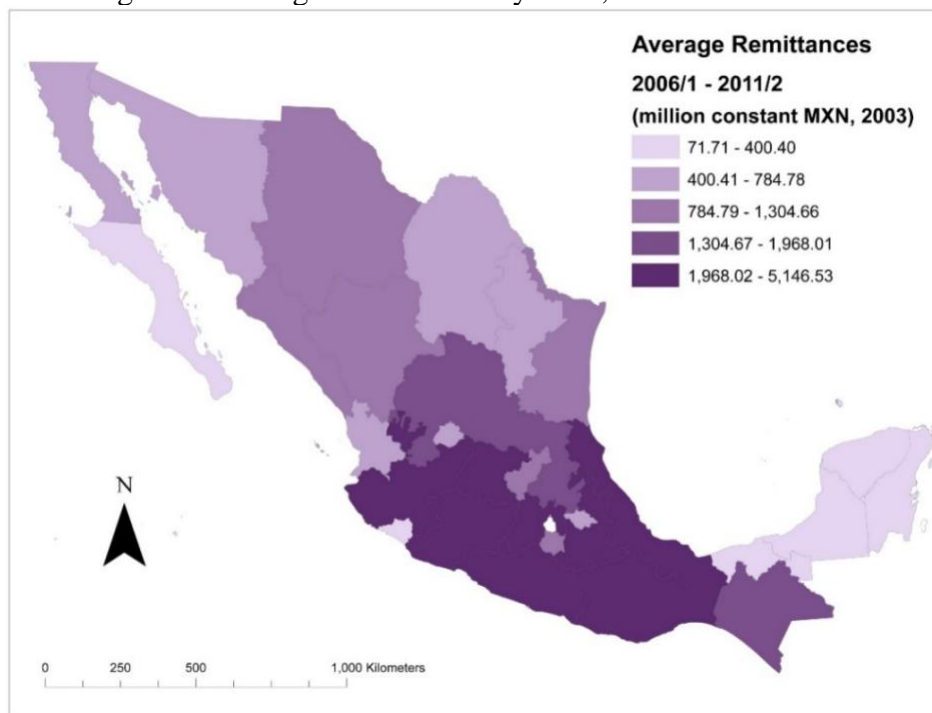 Average Remittances
2006/1 - 2011/2
(million constant MXN, 2003)
71.71 - 400.40
400.41 - 784.78
784.79 - 1,304.66
1,304.67 - 1,968.01
1,968.02 - 5,146.53
N
0 250 500 1,000 Kilometers